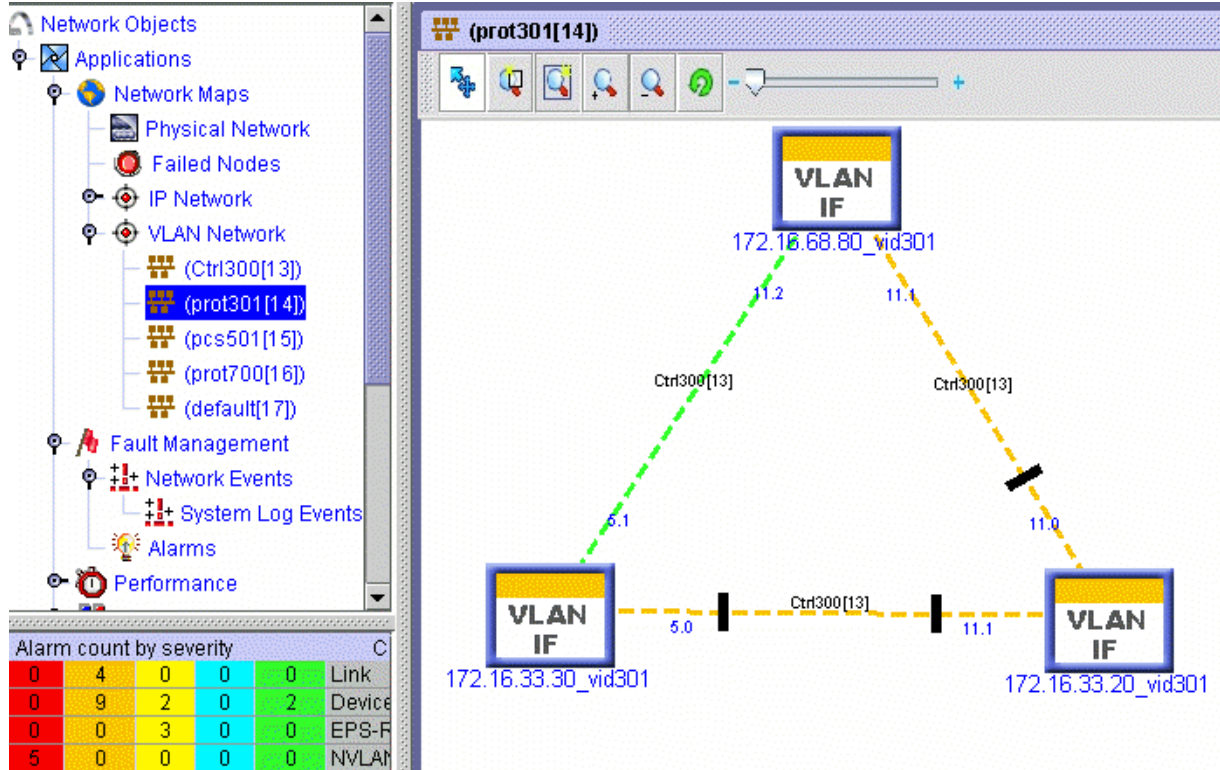 Network Objects
Applications
Network Maps
Physical Network
Failed Nodes
IP Network
VLAN Network
(Ctrl300[13])
(prot301[14])
(pcs501[15])
(prot700[16])
(default[17])
Fault Management
Network Events
System Log Events
Alarms
Performance
Alarm count by severity C
0 4 0 0 0 Link
0 9 2 0 2 Device
0 0 3 0 0 EPS-R
5 0 0 0 0 NVLAN
(prot301[14])
- +
VLAN
IF
172.16.68.80_vid301
11.2 11.1
Ctrl300[13] Ctrl300[13]
5.1 11.0
VLAN
IF
172.16.33.30_vid301
5.0 Ctrl300[13] 11.1
VLAN
IF
172.16.33.20_vid301